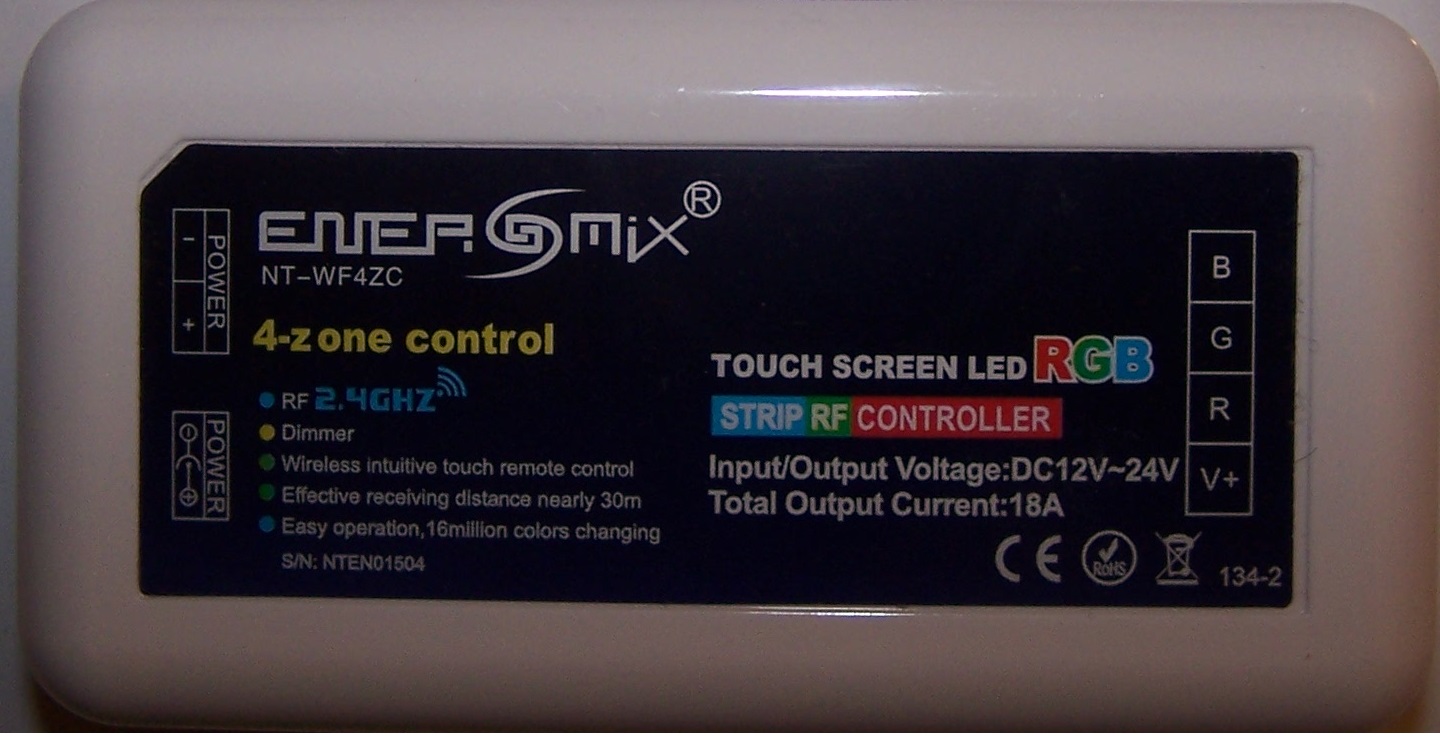 ENERGMIX®
NT-WF4ZC
POWER
- +
4-zone control
RF 2.4GHZ
Dimmer
Wireless intuitive touch remote control
Effective receiving distance nearly 30m
Easy operation,16million colors changing
S/N: NTEN01504
POWER
- +
TOUCH SCREEN LED RGB
STRIP RF CONTROLLER
Input/Output Voltage:DC12V~24V
Total Output Current:18A
CE
RoHS
134-2
B
G
R
V+